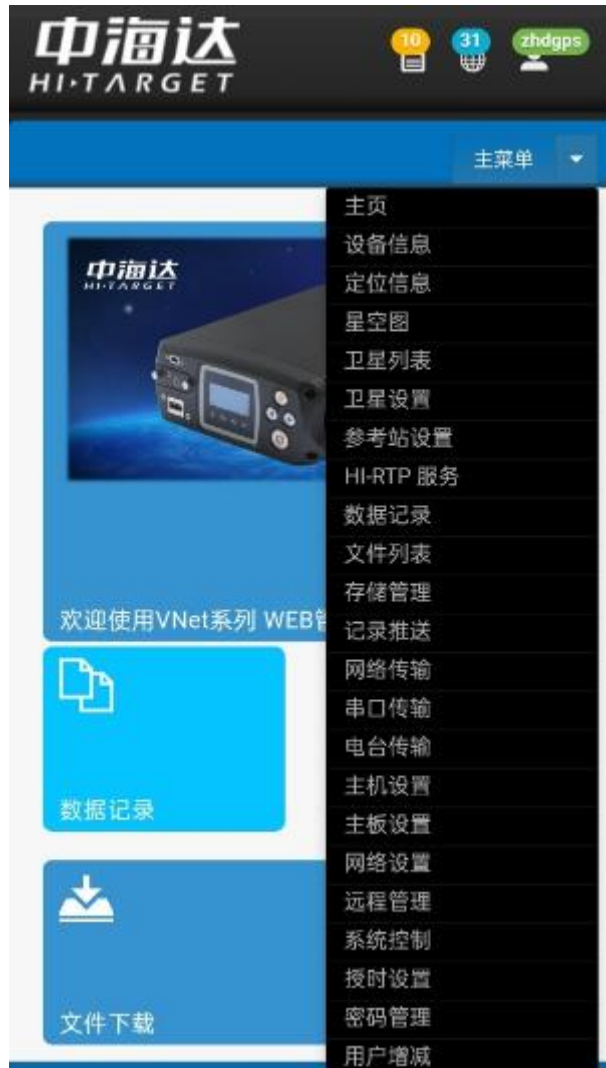 中海达
HI·TARGET
10
31
zhdgps
主菜单
主页
设备信息
定位信息
星空图
卫星列表
卫星设置
参考站设置
HI-RTP 服务
数据记录
文件列表
存储管理
记录推送
网络传输
串口传输
电台传输
主机设置
主板设置
网络设置
远程管理
系统控制
授时设置
密码管理
用户增减
中海达
HI·TARGET
欢迎使用VNet系列 WEB
数据记录
文件下载